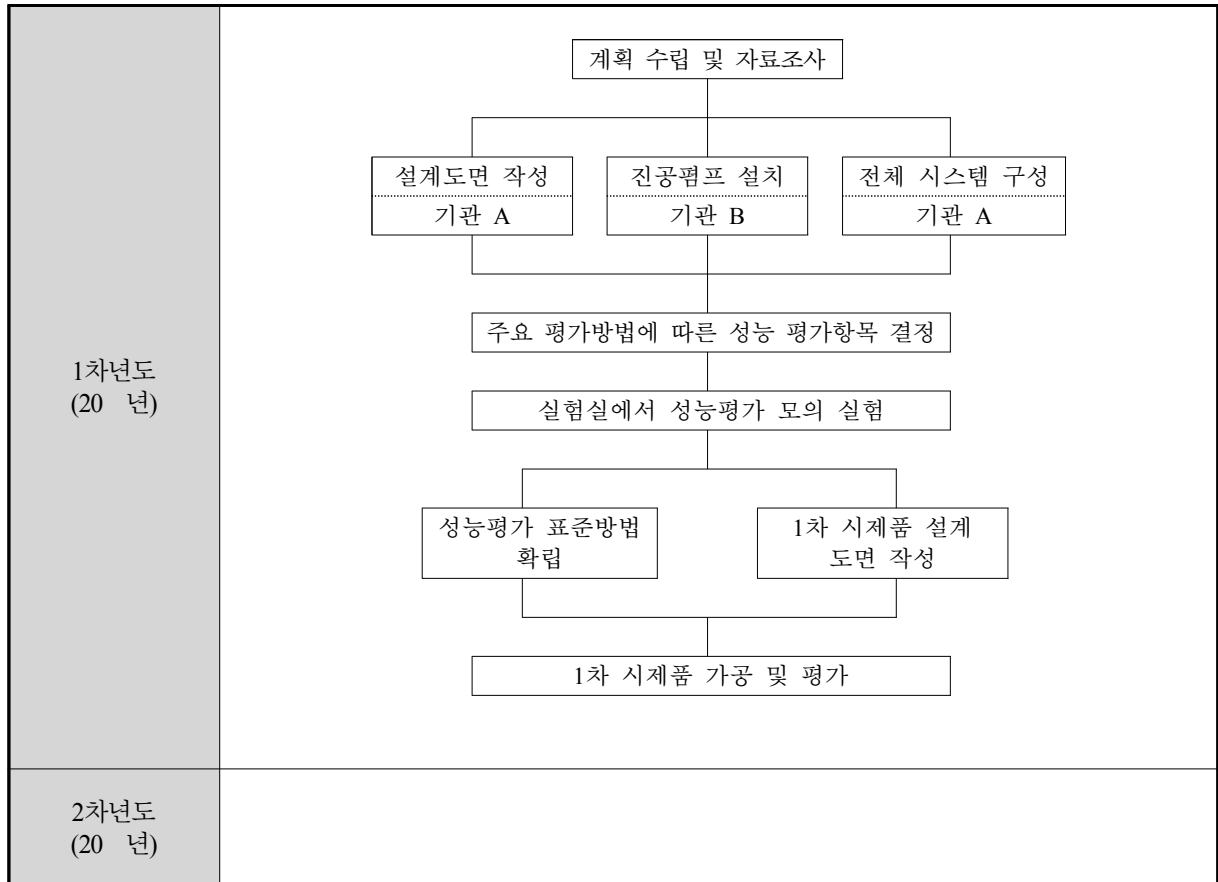 계획 수립 및 자료조사
설계도면 작성
기관 A
진공펌프 설치
기관 B
전체 시스템 구성
기관 A
주요 평가방법에 따른 성능 평가항목 결정
1차년도
(20 년)
실험실에서 성능평가 모의 실험
성능평가 표준방법
확립
1차 시제품 설계
도면 작성
1차 시제품 가공 및 평가
2차년도
(20 년)